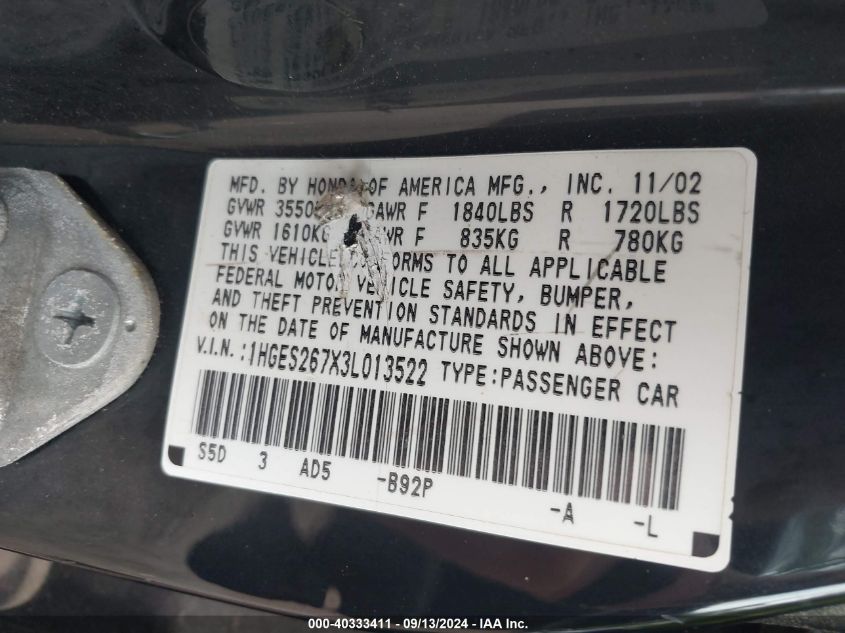 MFD. BY HONDA OF AMERICA MFG., INC. 11/02
GVWR 3550 GAWR F 1840LBS R 1720LBS
GVWR 1610KG GAWR F 835KG R 780KG
THIS VEHICLE CONFORMS TO ALL APPLICABLE
FEDERAL MOTOR VEHICLE SAFETY, BUMPER,
AND THEFT PREVENTION STANDARDS IN EFFECT
ON THE DATE OF MANUFACTURE SHOWN ABOVE:
V.I.N.:1HGES267X3L013522 TYPE:PASSENGER CAR
S5D 3 AD5 -B92P -A -L
000-40333411 - 09/13/2024 - IAA Inc.